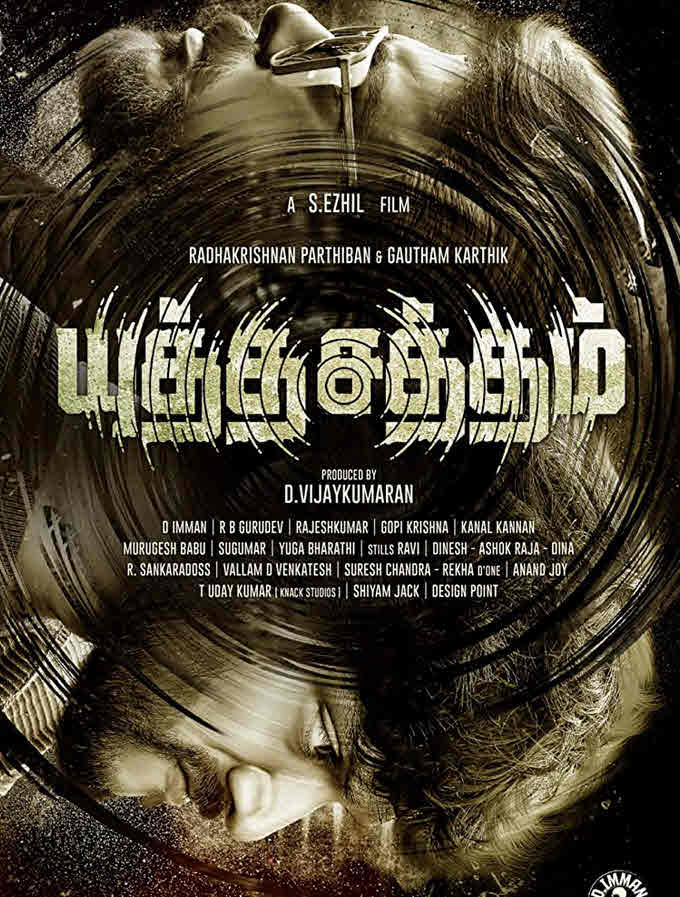 A S.EZHIL FILM
RADHAKRISHNAN PARTHIBAN & GAUTHAM KARTHIK
யுத்த சத்தம்
PRODUCED BY
D.VIJAYKUMARAN
D IMMAN | R B GURUDEV | RAJESHKUMAR | GOPI KRISHNA | KANAL KANNAN
MURUGESH BABU | SUGUMAR | YUGA BHARATHI | STILLS RAVI | DINESH - ASHOK RAJA - DINA
R. SANKARADOSS | VALLAM D VENKATESH | SURESH CHANDRA - REKHA D'ONE | ANAND JOY
T UDAY KUMAR [ KNACK STUDIOS ] | SHIYAM JACK | DESIGN POINT
D.IMMAN